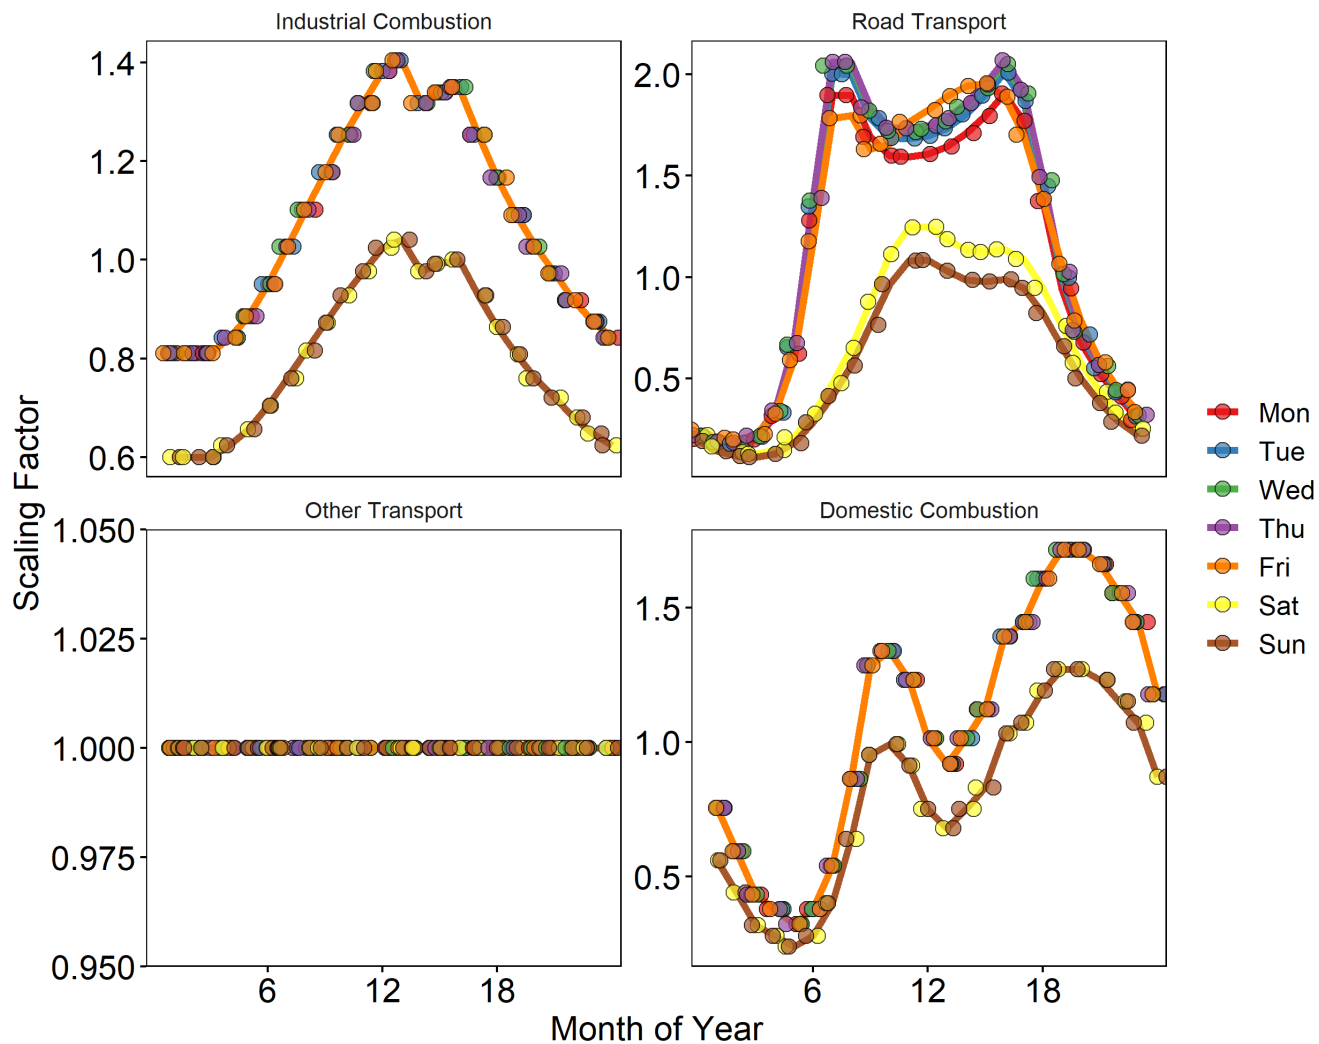 Industrial Combustion
Road Transport
1.4
1.2
1.0
0.8
0.6
2.0
1.5
1.0
0.5
Other Transport
Domestic Combustion
1.050
1.025
1.000
0.975
0.950
1.5
1.0
0.5
6
12
18
6
12
18
Scaling Factor
Month of Year
Mon
Tue
Wed
Thu
Fri
Sat
Sun